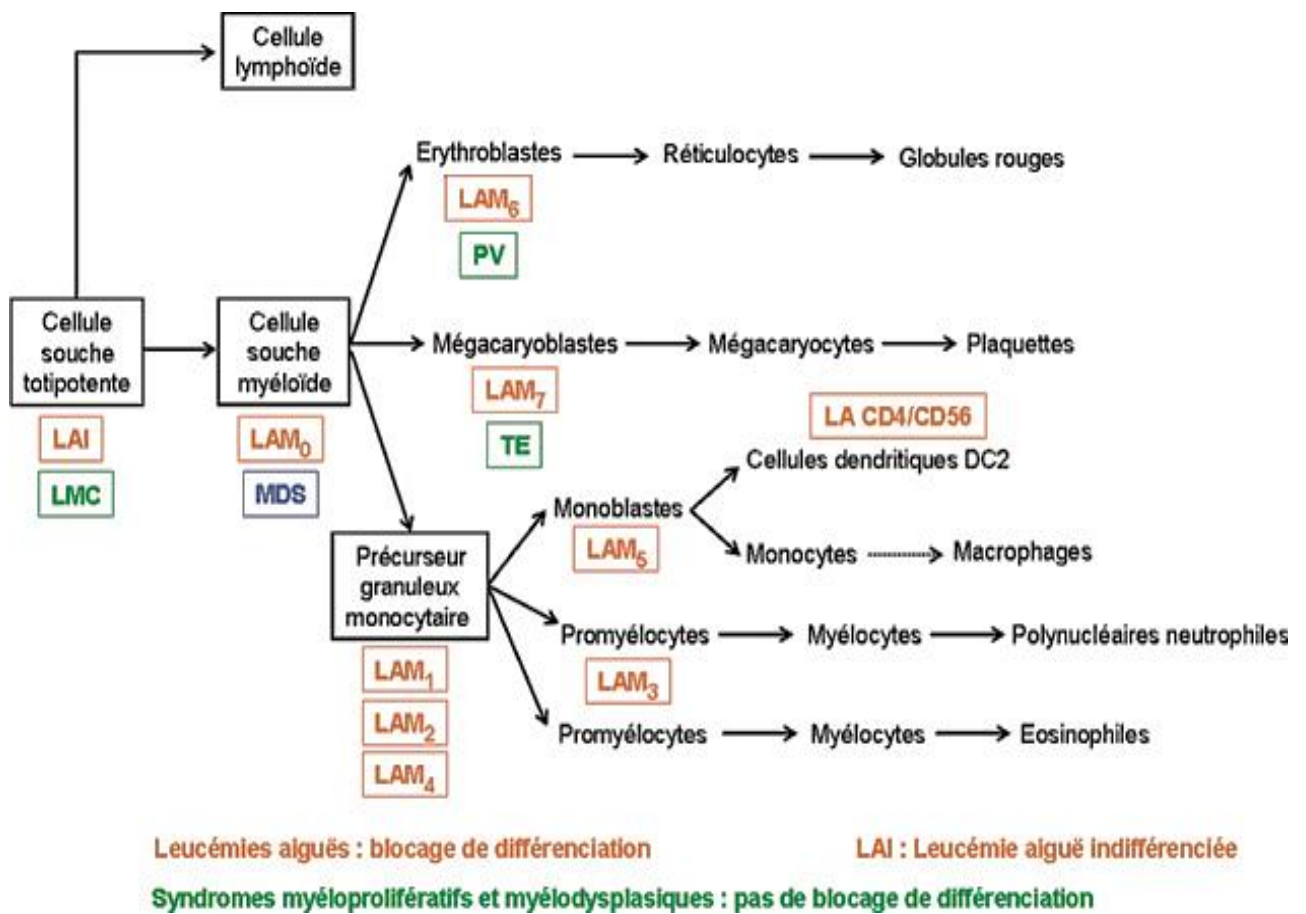 Cellule
lymphoïde
Erythroblastes
Réticulocytes
Globules rouges
LAM6
PV
Cellule
souche
totipotente
LAI
LMC
Cellule
souche
myéloïde
LAM0
MDS
Mégacaryoblastes
Mégacaryocytes
Plaquettes
LAM7
TE
LA CD4/CD56
Cellules dendritiques DC2
Monoblastes
LAM5
Monocytes
Macrophages
Précurseur
granuleux
monocytaire
LAM1
LAM2
LAM4
Promyélocytes
Myélocytes
Polynucléaires neutrophiles
LAM3
Promyélocytes
Myélocytes
Eosinophiles
Leucémies aiguës : blocage de différenciation
LAI : Leucémie aiguë indifférenciée
Syndromes myéloprolifératifs et myélodysplasiques : pas de blocage de différenciation